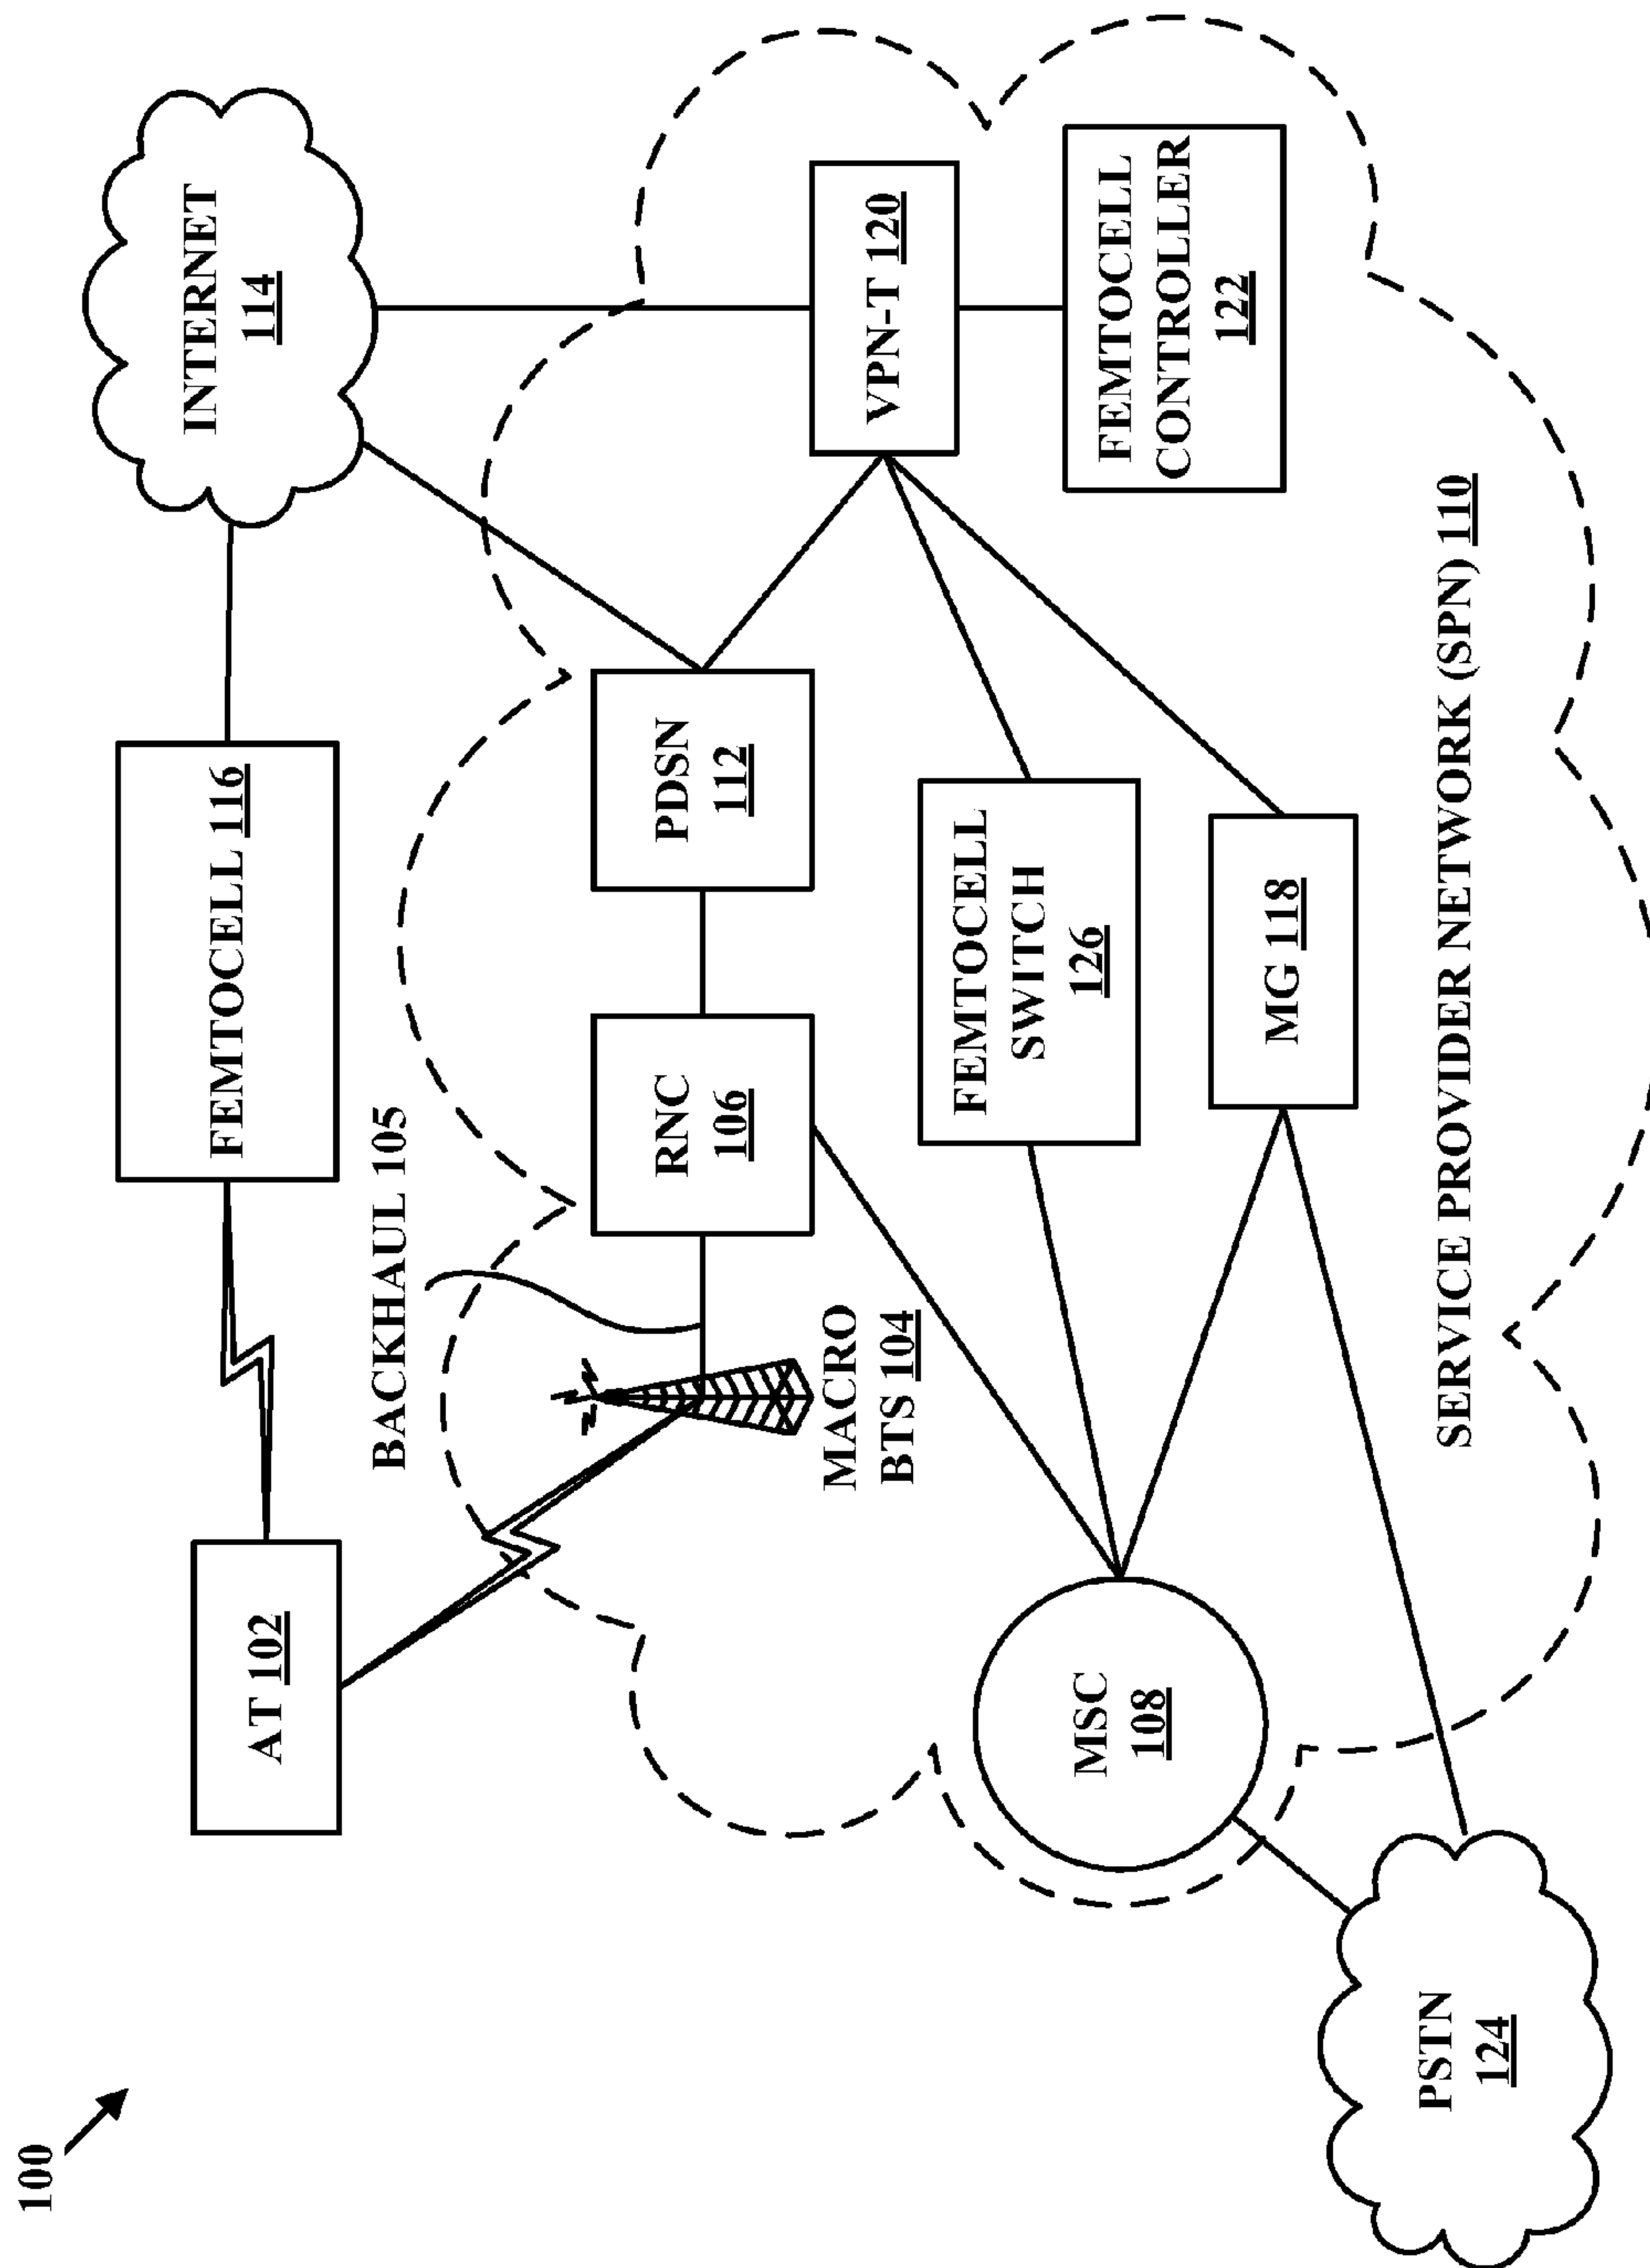 100
AT 102
FEMTOCELL 116
INTERNET
114
BACKHAUL 105
MACRO
BTS 104
RNC
106
PDSN
112
VPN-T 120
FEMTOCELL
CONTROLLER
122
FEMTOCELL
SWITCH
126
MSC
108
MG 118
PSTN
124
SERVICE PROVIDER NETWORK (SPN) 110